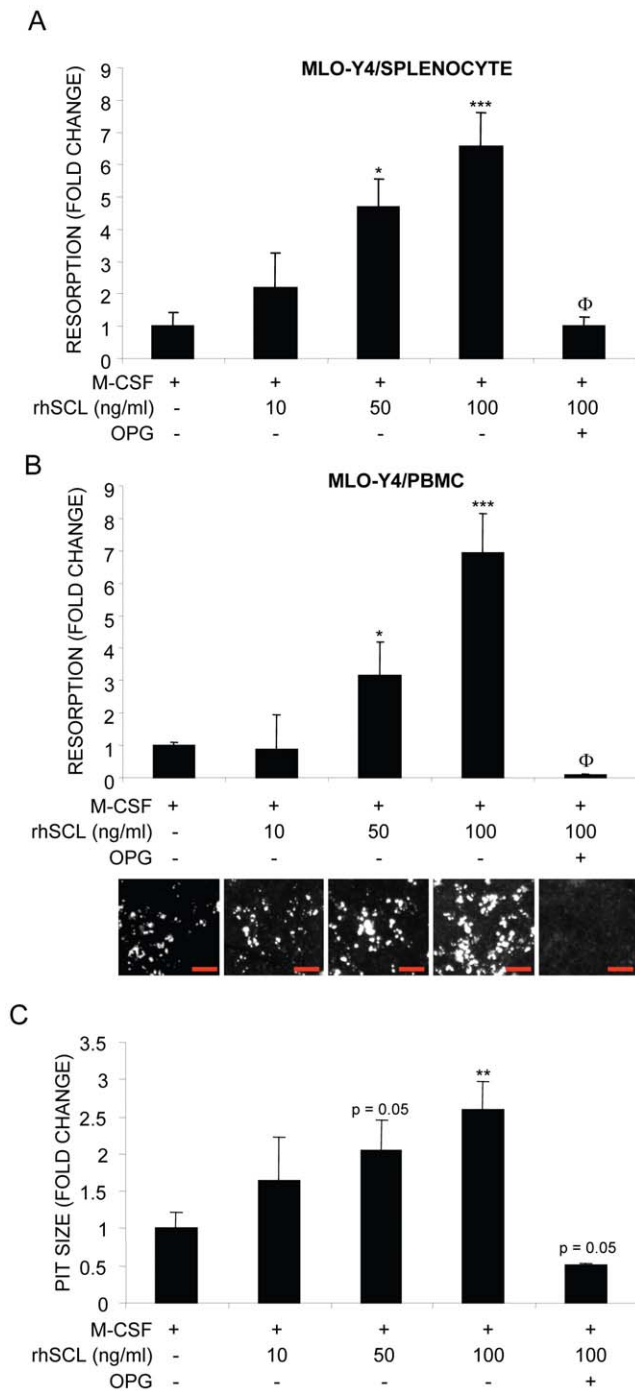 A
MLO-Y4/SPLENOCYTE
RESORPTION (FOLD CHANGE)
9
8
7
6
5
4
3
2
1
0
* *** Φ
M-CSF + + + + +
rhSCL (ng/ml) - 10 50 100 100
OPG - - - - +
B
MLO-Y4/PBMC
RESORPTION (FOLD CHANGE)
9
8
7
6
5
4
3
2
1
0
* *** Φ
M-CSF + + + + +
rhSCL (ng/ml) - 10 50 100 100
OPG - - - - +
C
PIT SIZE (FOLD CHANGE)
3.5
3
2.5
2
1.5
1
0.5
0
p = 0.05 ** p = 0.05
M-CSF + + + + +
rhSCL (ng/ml) - 10 50 100 100
OPG - - - - +